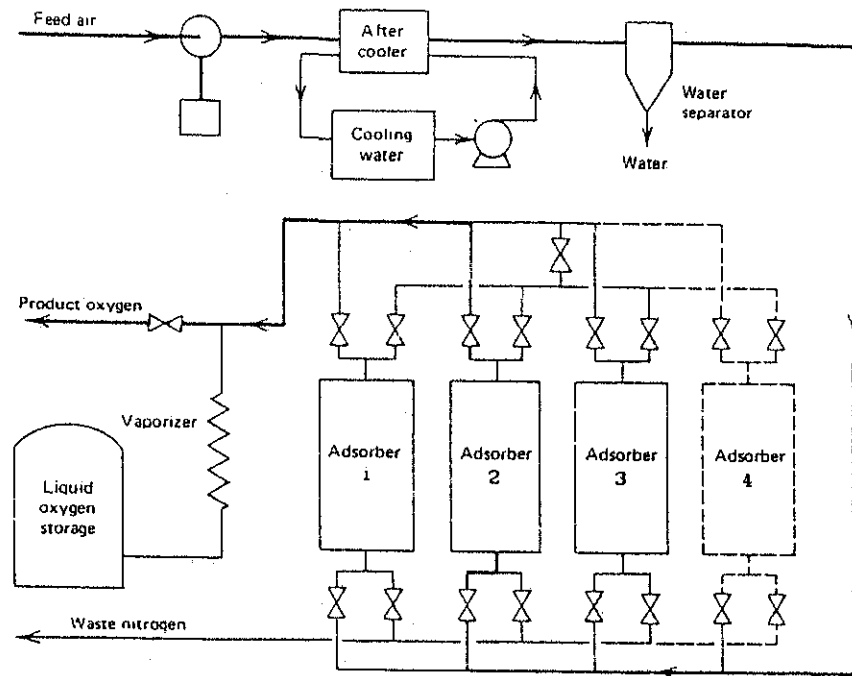 Feed air
After
cooler
Cooling
water
Water
separator
Water
Product oxygen
Vaporizer
Liquid
oxygen
storage
Adsorber
1
Adsorber
2
Adsorber
3
Adsorber
4
Waste nitrogen